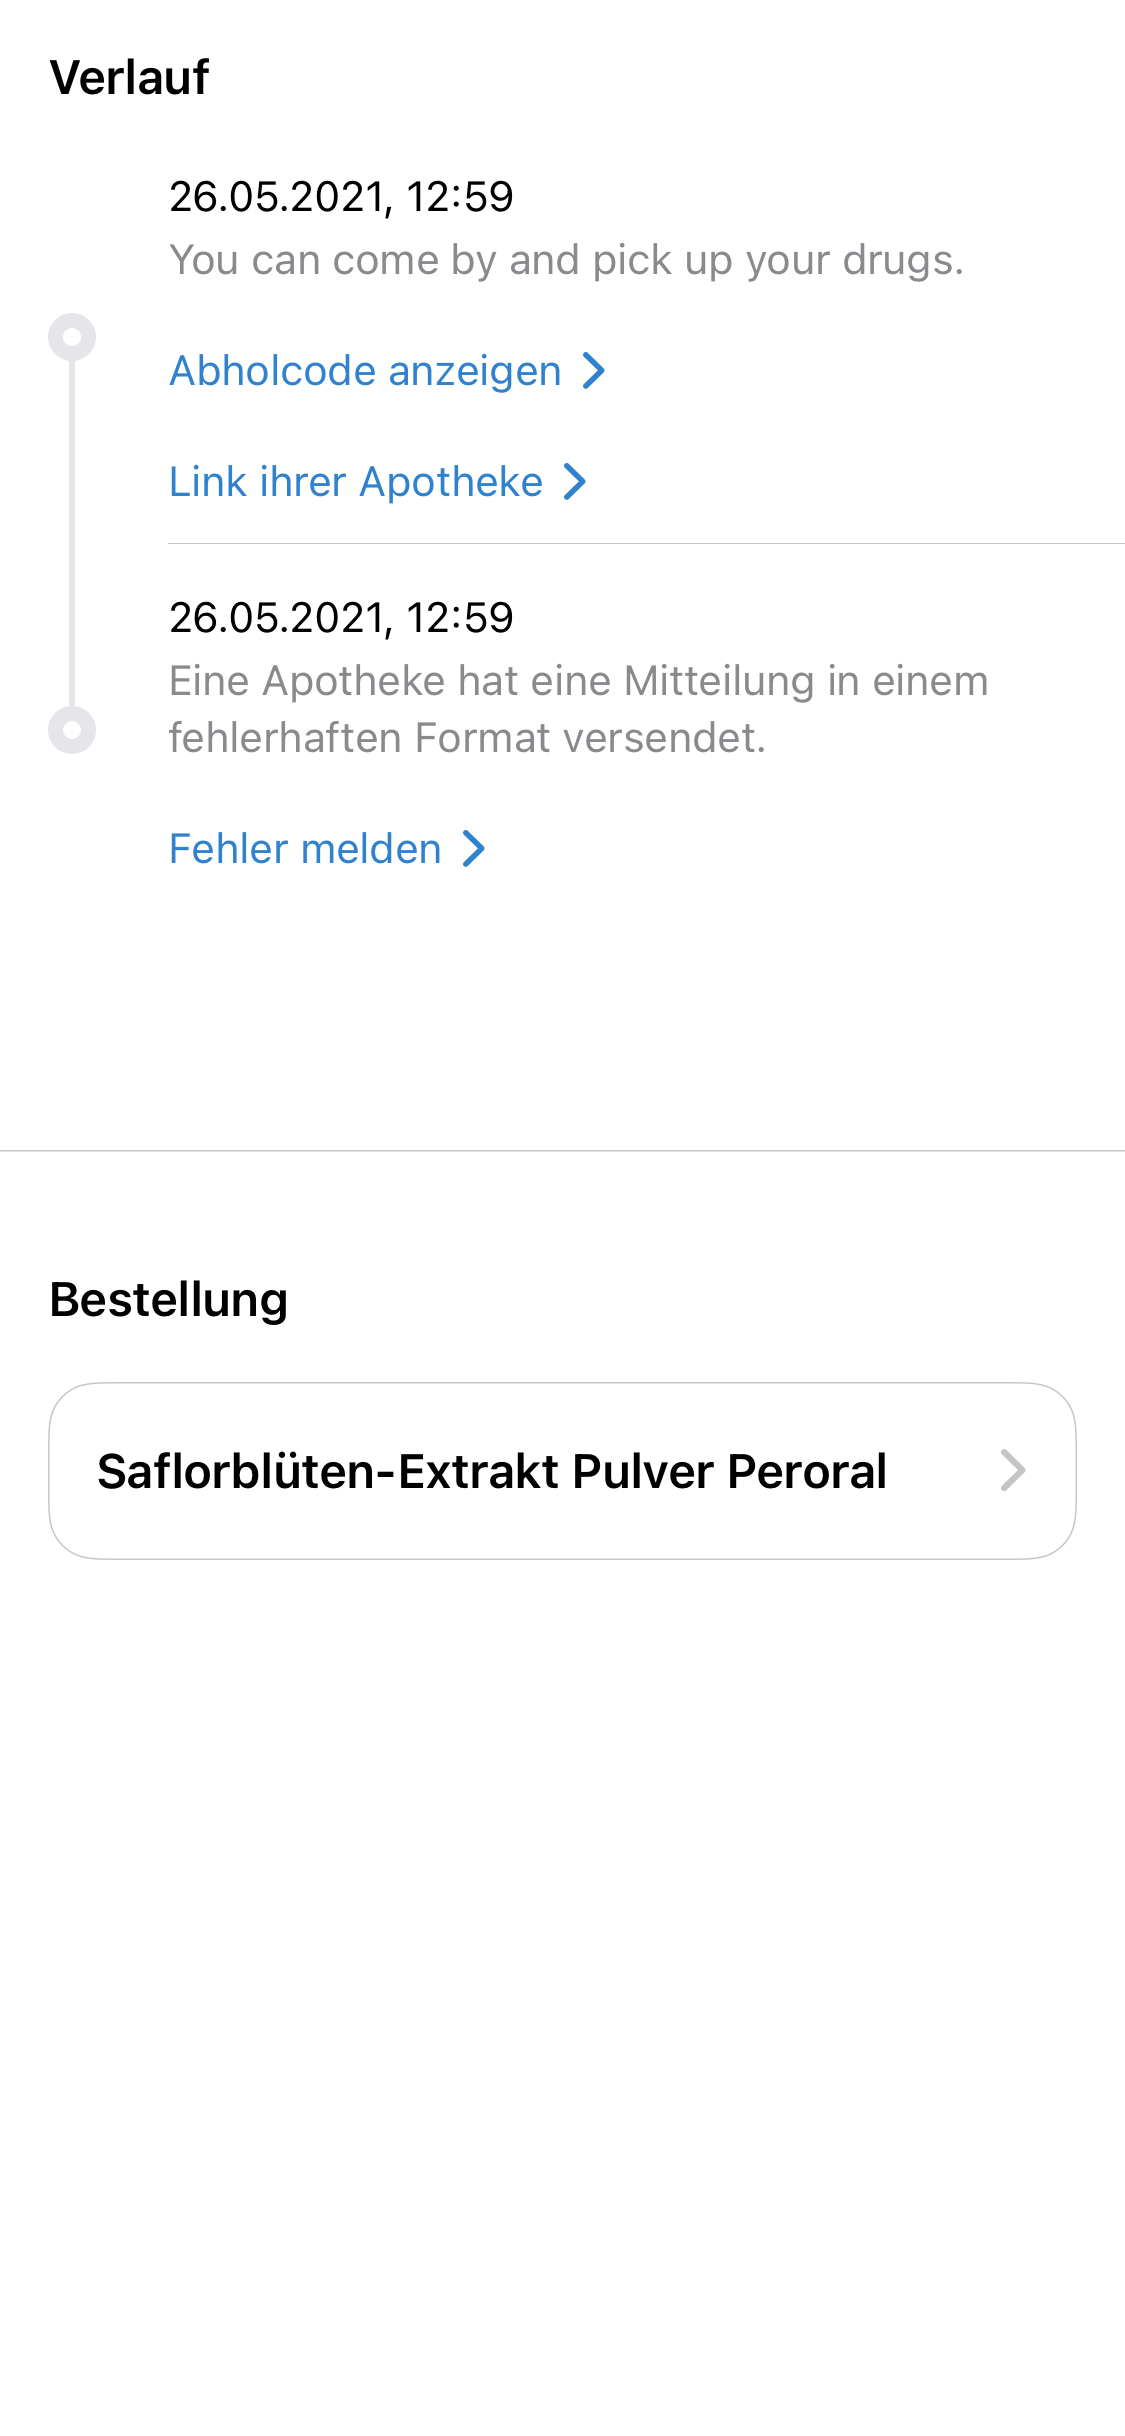 Verlauf
26.05.2021, 12:59
You can come by and pick up your drugs.
Abholcode anzeigen
Link ihrer Apotheke
26.05.2021, 12:59
Eine Apotheke hat eine Mitteilung in einem
fehlerhaften Format versendet.
Fehler melden
Bestellung
Saflorblüten-Extrakt Pulver Peroral